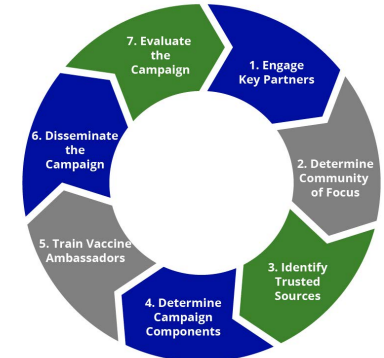 7. Evaluate
the
Campaign
1. Engage
Key Partners
2. Determine
Community
of Focus
3. Identify
Trusted
Sources
4. Determine
Campaign
Components
5. Train Vaccine
Ambassadors
6. Disseminate
the
Campaign